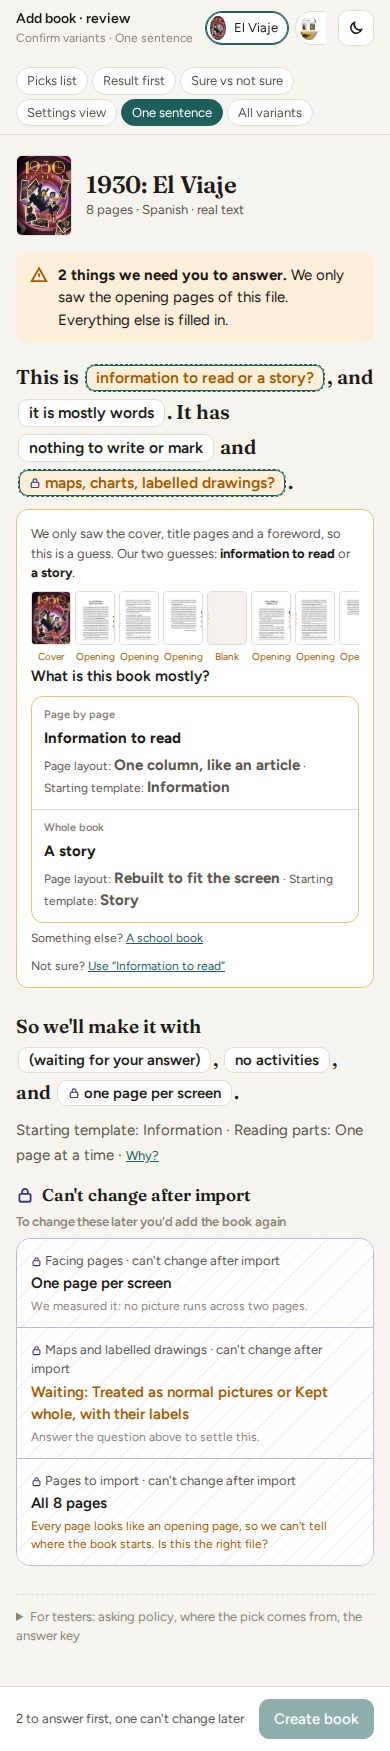 Add book · review
Confirm variants · One sentence
El Viaje
Picks list
Result first
Sure vs not sure
Settings view
One sentence
All variants
1930
1930: El Viaje
8 pages · Spanish · real text
2 things we need you to answer. We only
saw the opening pages of this file.
Everything else is filled in.
This is information to read or a story? , and
it is mostly words . It has
nothing to write or mark and
maps, charts, labelled drawings? .
We only saw the cover, title pages and a foreword, so
this is a guess. Our two guesses: information to read or
a story.
1930
Cover Opening Opening Opening Blank Opening Opening Ope
What is this book mostly?
Page by page
Information to read
Page layout: One column, like an article ·
Starting template: Information
Whole book
A story
Page layout: Rebuilt to fit the screen · Starting
template: Story
Something else? A school book
Not sure? Use “Information to read”
So we'll make it with
(waiting for your answer) , no activities ,
and one page per screen .
Starting template: Information · Reading parts: One
page at a time · Why?
Can't change after import
To change these later you'd add the book again
Facing pages · can't change after import
One page per screen
We measured it: no picture runs across two pages.
Maps and labelled drawings · can't change after
import
Waiting: Treated as normal pictures or Kept
whole, with their labels
Answer the question above to settle this.
Pages to import · can't change after import
All 8 pages
Every page looks like an opening page, so we can't tell
where the book starts. Is this the right file?
For testers: asking policy, where the pick comes from, the
answer key
2 to answer first, one can't change later
Create book